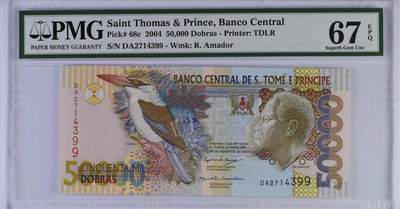 PMG
PAPER MONEY GUARANTY
Saint Thomas & Prince, Banco Central
Pick# 68c 2004 50,000 Dobras - Printer: TDLR
S/N DA2714399 - Wmk: R. Amador
67 EPQ
Superb Gem Unc
BANCO CENTRAL DE S. TOMÉ E PRÍNCIPE
DA2714399
50000
CINQUENTA MIL
DOBRAS
DA2714399